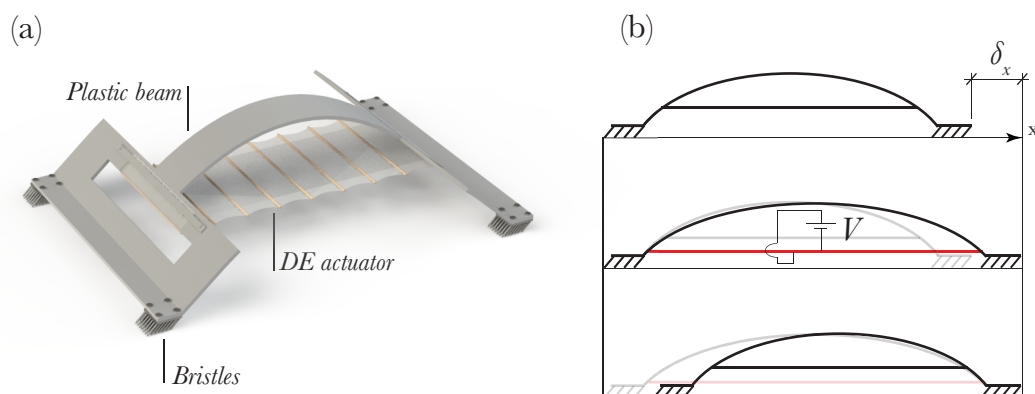 (a)
Plastic beam
DE actuator
Bristles
(b)
δx
x
V